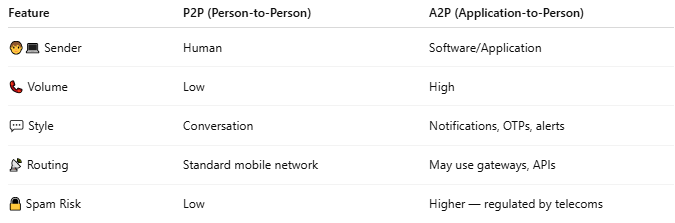 Feature P2P (Person-to-Person) A2P (Application-to-Person)
Sender Human Software/Application
Volume Low High
Style Conversation Notifications, OTPs, alerts
Routing Standard mobile network May use gateways, APIs
Spam Risk Low Higher — regulated by telecoms